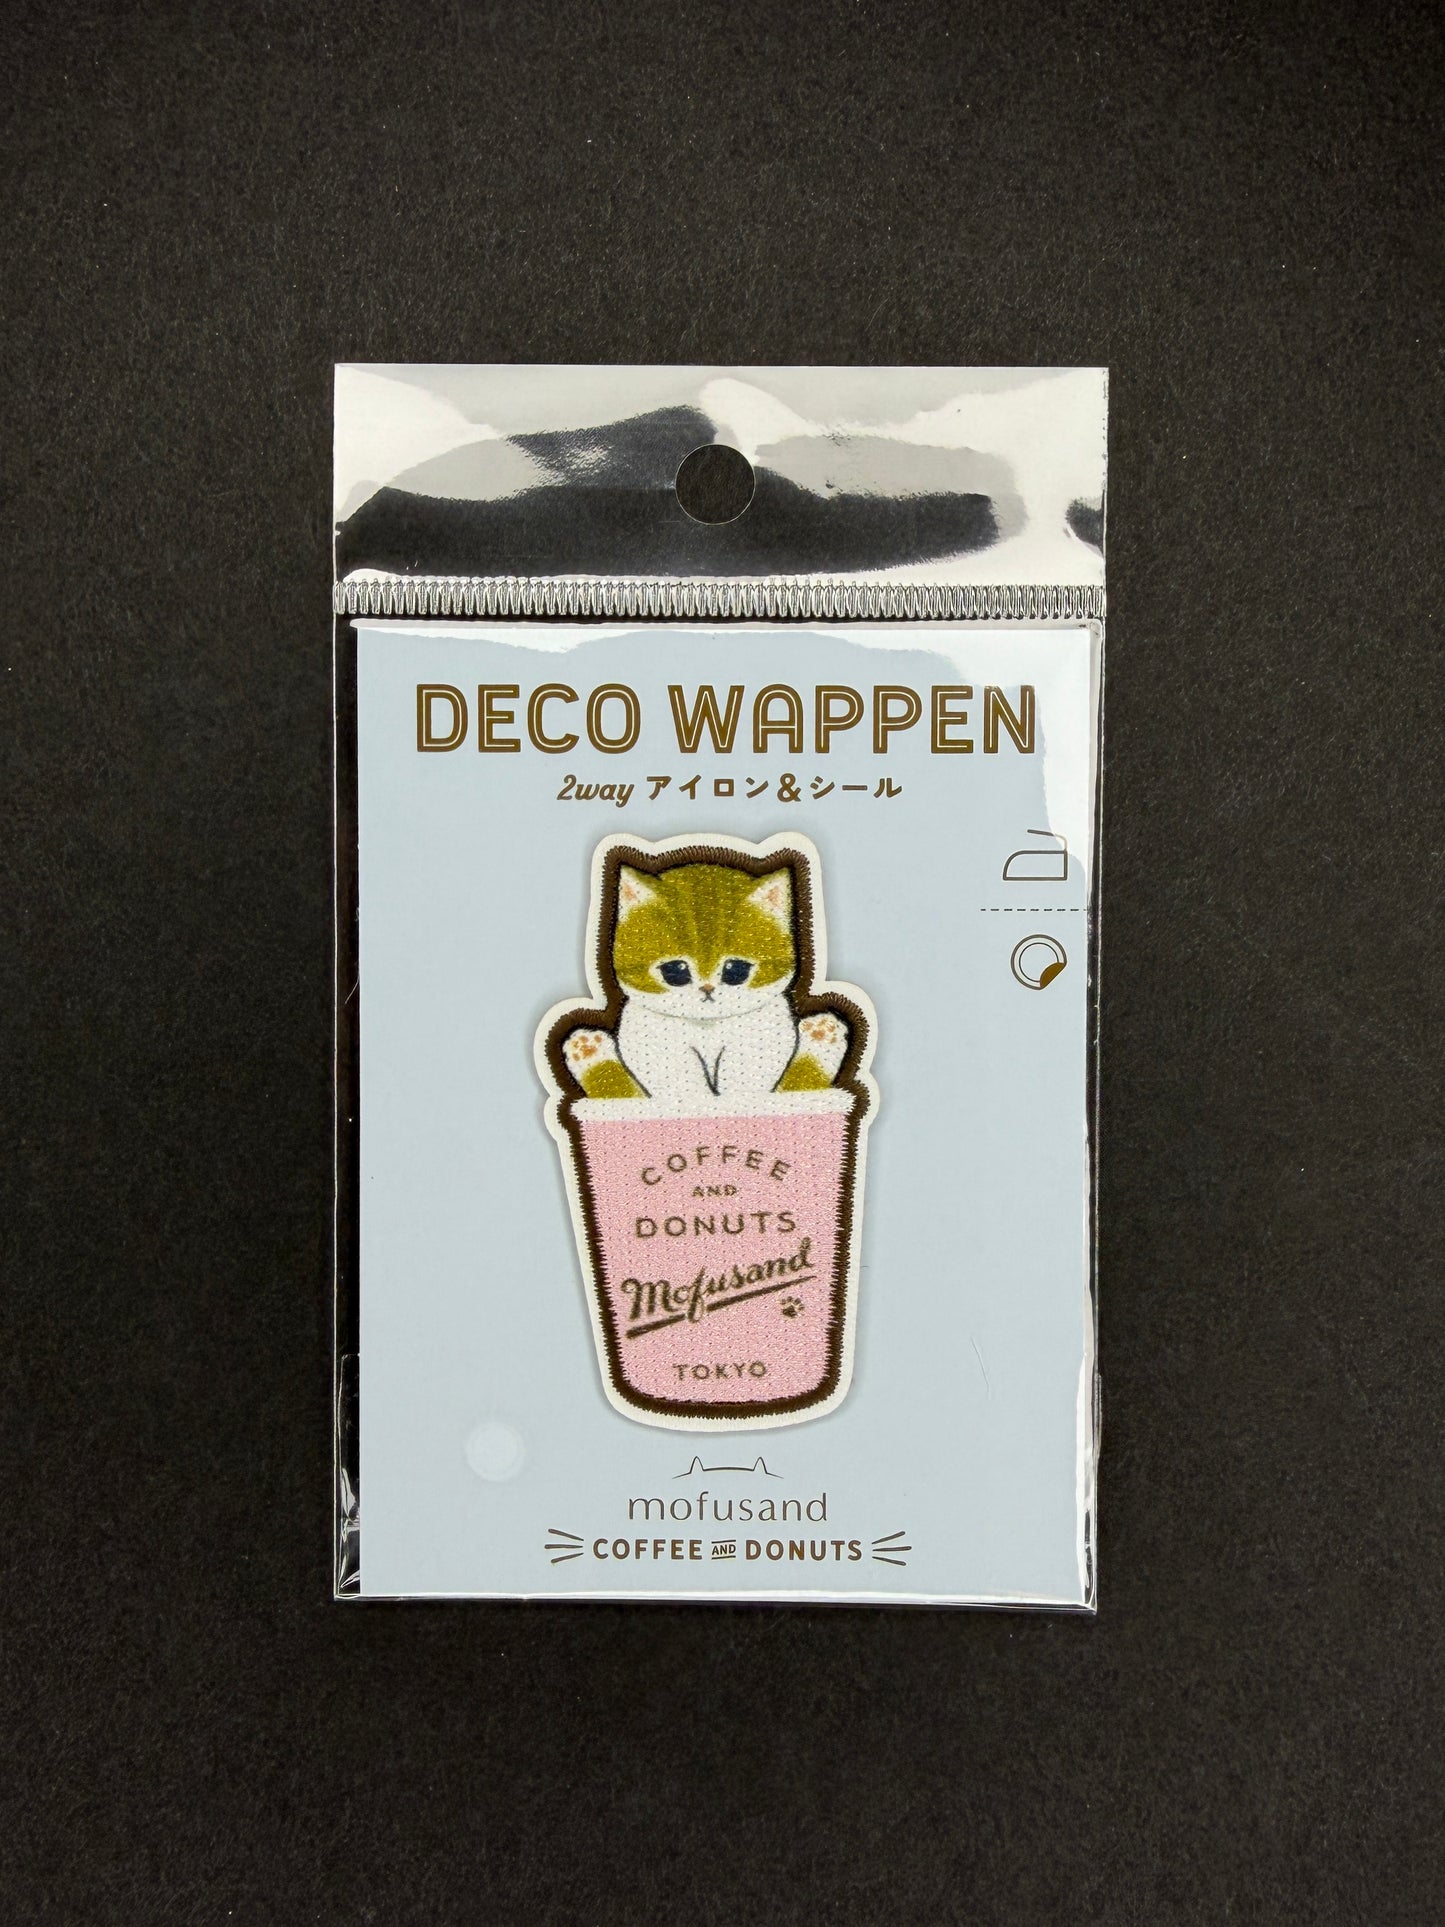 DECO WAPPEN
2way アイロン&シール
COFFEE
AND
DONUTS
Mofusand
TOKYO
mofusand
COFFEE AND DONUTS